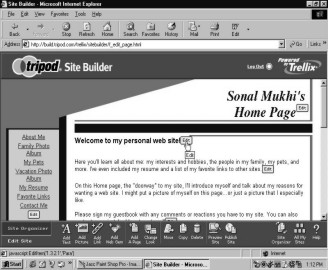 Site Builder - Microsoft Internet Explorer
File Edit View Favorites Tools Help
Back Stop Refresh Home Search Favorites History Mail Print Edit
Address http://build.tripod.com/trellix/sitebuilder/f_edit_page.html Go Links
tripod Site Builder
Log Out
Powered by Trellix
Sonal Mukhi's
Home Page Edit
About Me
Family Photo
Album
My Pets
Vacation Photo
Album
My Resume
Favorite Links
Contact Me
Edit
Welcome to my personal web site! Edit
Edit
Here you'll learn all about me: my interests and hobbies, the people in my family, my pets, and
more. I've even included my resume and a list of my favorite links to other sites. Edit
On this Home page, the "doorway" to my site, I'll introduce myself and talk about my reasons for
wanting a web site. I might put a picture of myself on this page...or just a picture that I especially
like.
Please sign my guestbook with any comments or reactions you have to my site. You can also
Site Organizer
Edit Site
Add Text Add Picture Add Link Add Add a Page Change Look Move Copy Delete Preview Site Publish Site Site Organizer Site Help
Internet
Start Jasc Paint Shop Pro - Ima... Site Builder - Micros... 1:12 PM